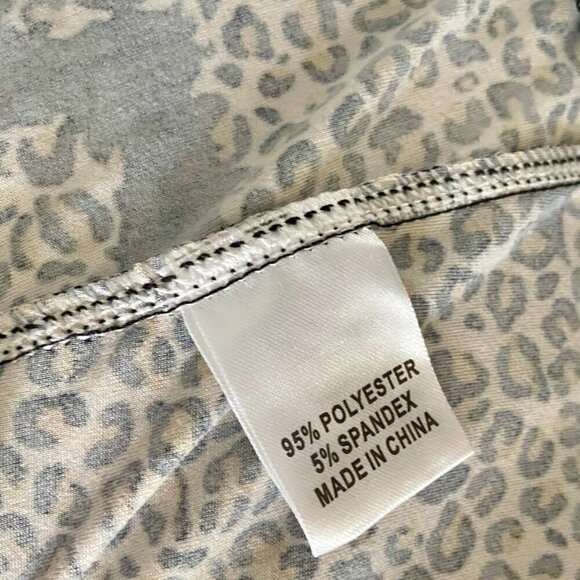 95% POLYESTER
5% SPANDEX
MADE IN CHINA